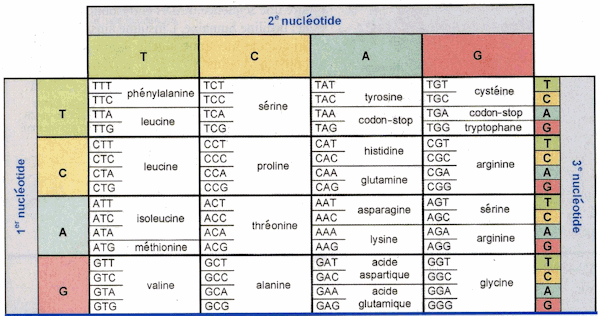 2e nucléotide
T C A G
1er nucléotide
3e nucléotide
T
TTT phénylalanine TCT sérine TAT tyrosine TGT cystéine T
TTC TCC TAC TGC C
TTA leucine TCA TAA codon-stop TGA codon-stop A
TTG TCG TAG TGG tryptophane G
C
CTT leucine CCT proline CAT histidine CGT arginine T
CTC CCC CAC CGC C
CTA CCA CAA glutamine CGA A
CTG CCG CAG CGG G
A
ATT isoleucine ACT thréonine AAT asparagine AGT sérine T
ATC ACC AAC AGC C
ATA ACA AAA lysine AGA arginine A
ATG méthionine ACG AAG AGG G
G
GTT valine GCT alanine GAT acide aspartique GGT glycine T
GTC GCC GAC GGC C
GTA GCA GAA acide glutamique GGA A
GTG GCG GAG GGG G